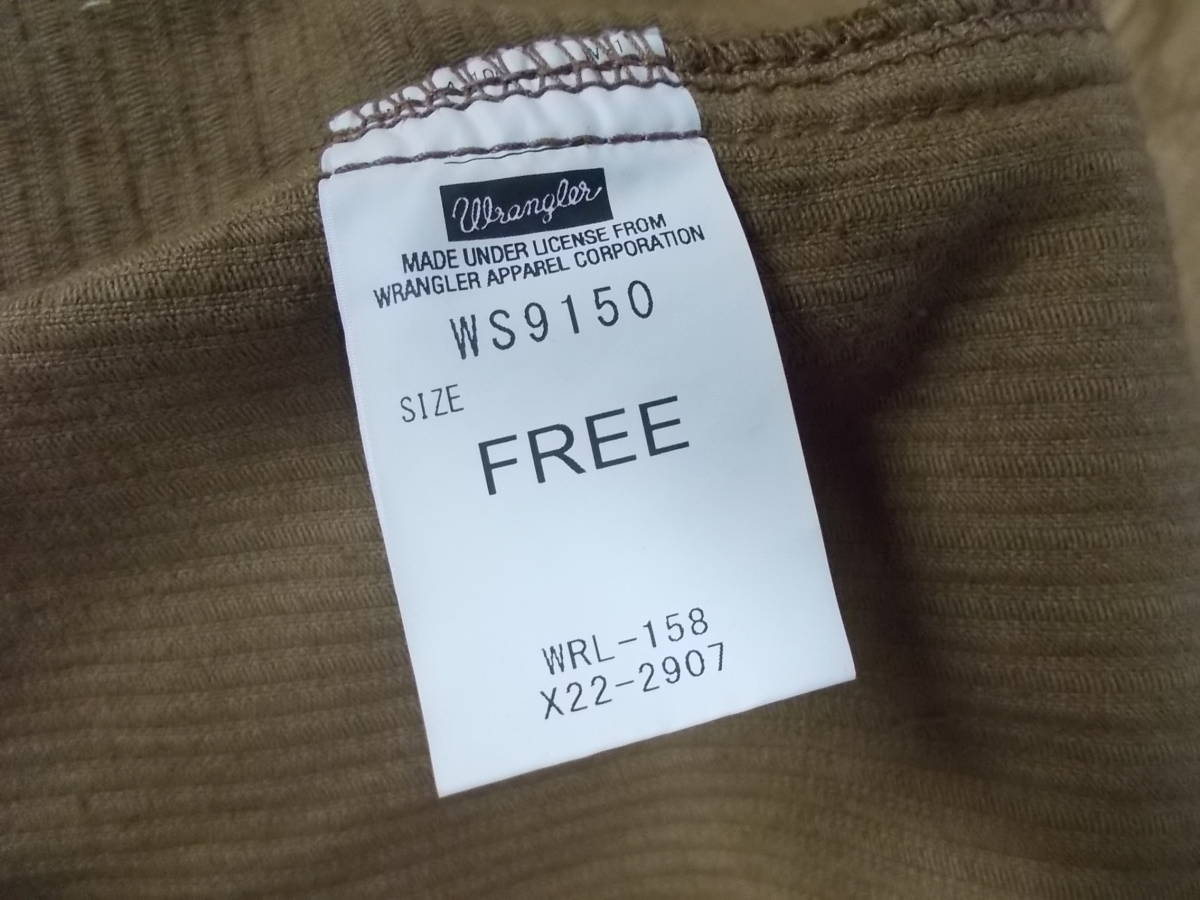 Wrangler
MADE UNDER LICENSE FROM
WRANGLER APPAREL CORPORATION
WS9150
SIZE
FREE
WRL-158
X22-2907